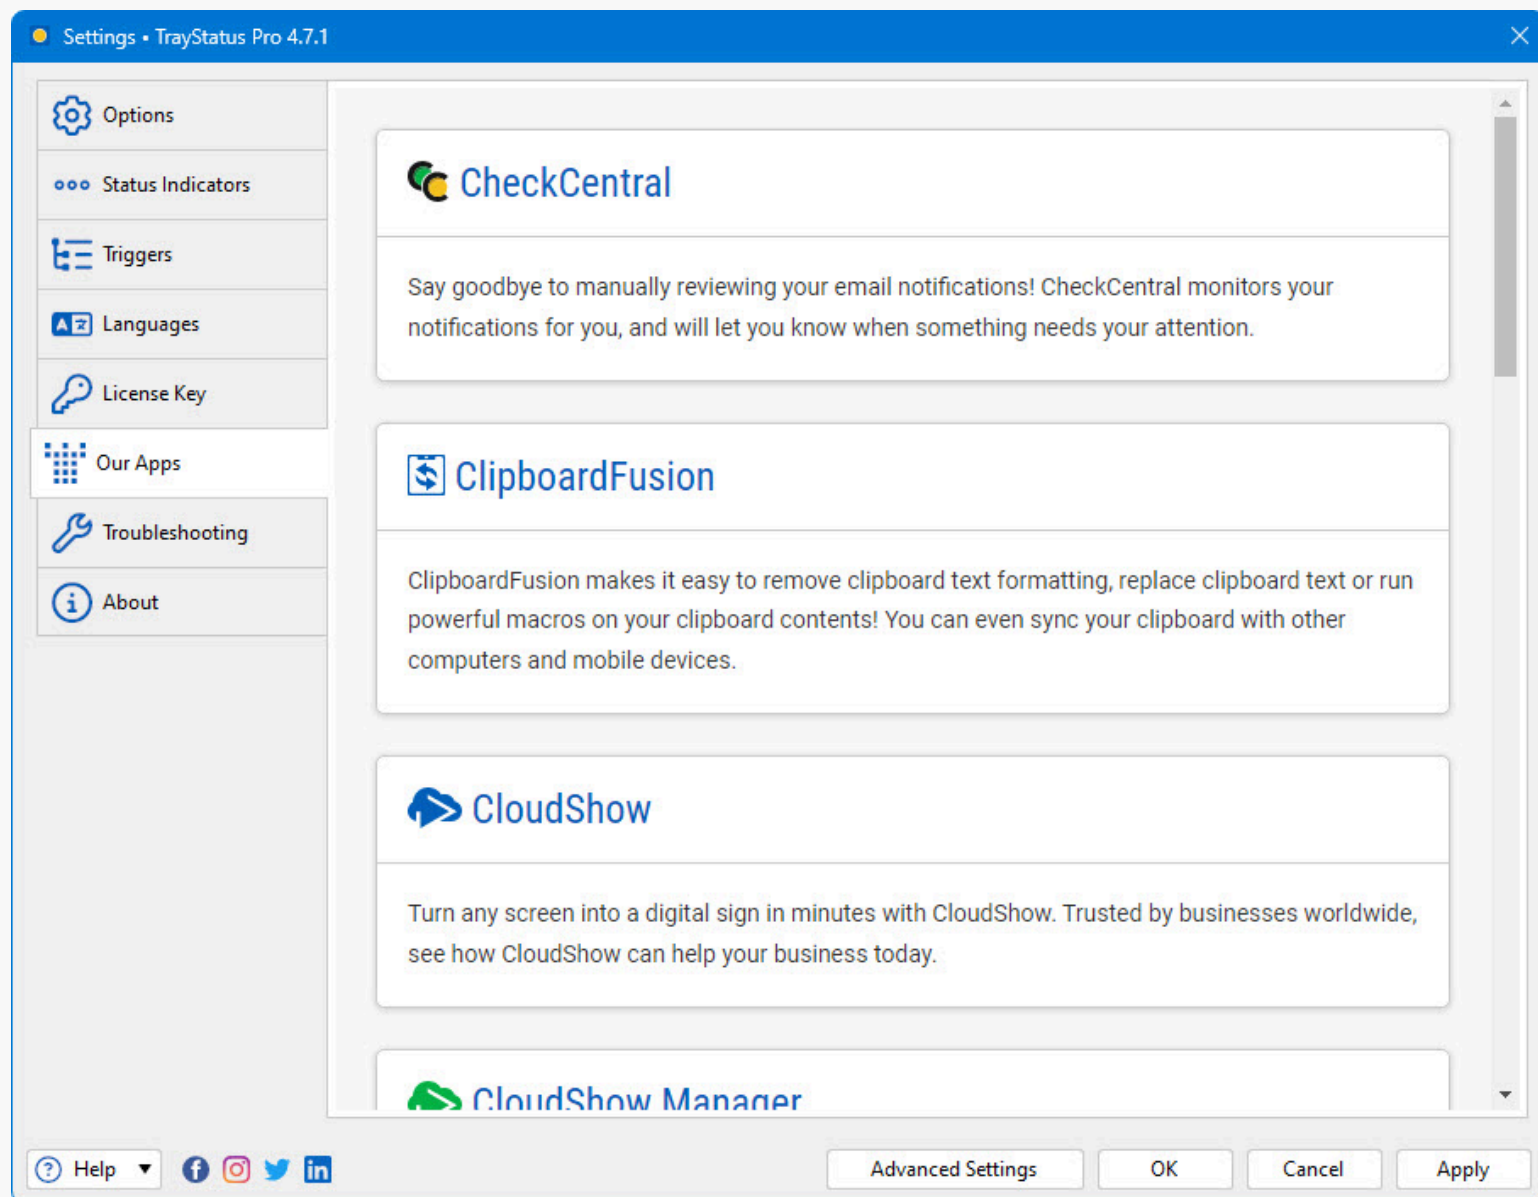 Settings • TrayStatus Pro 4.7.1
Options
Status Indicators
Triggers
Languages
License Key
Our Apps
Troubleshooting
About
CheckCentral
Say goodbye to manually reviewing your email notifications! CheckCentral monitors your
notifications for you, and will let you know when something needs your attention.
ClipboardFusion
ClipboardFusion makes it easy to remove clipboard text formatting, replace clipboard text or run
powerful macros on your clipboard contents! You can even sync your clipboard with other
computers and mobile devices.
CloudShow
Turn any screen into a digital sign in minutes with CloudShow. Trusted by businesses worldwide,
see how CloudShow can help your business today.
CloudShow Manager
Help
Advanced Settings
OK
Cancel
Apply